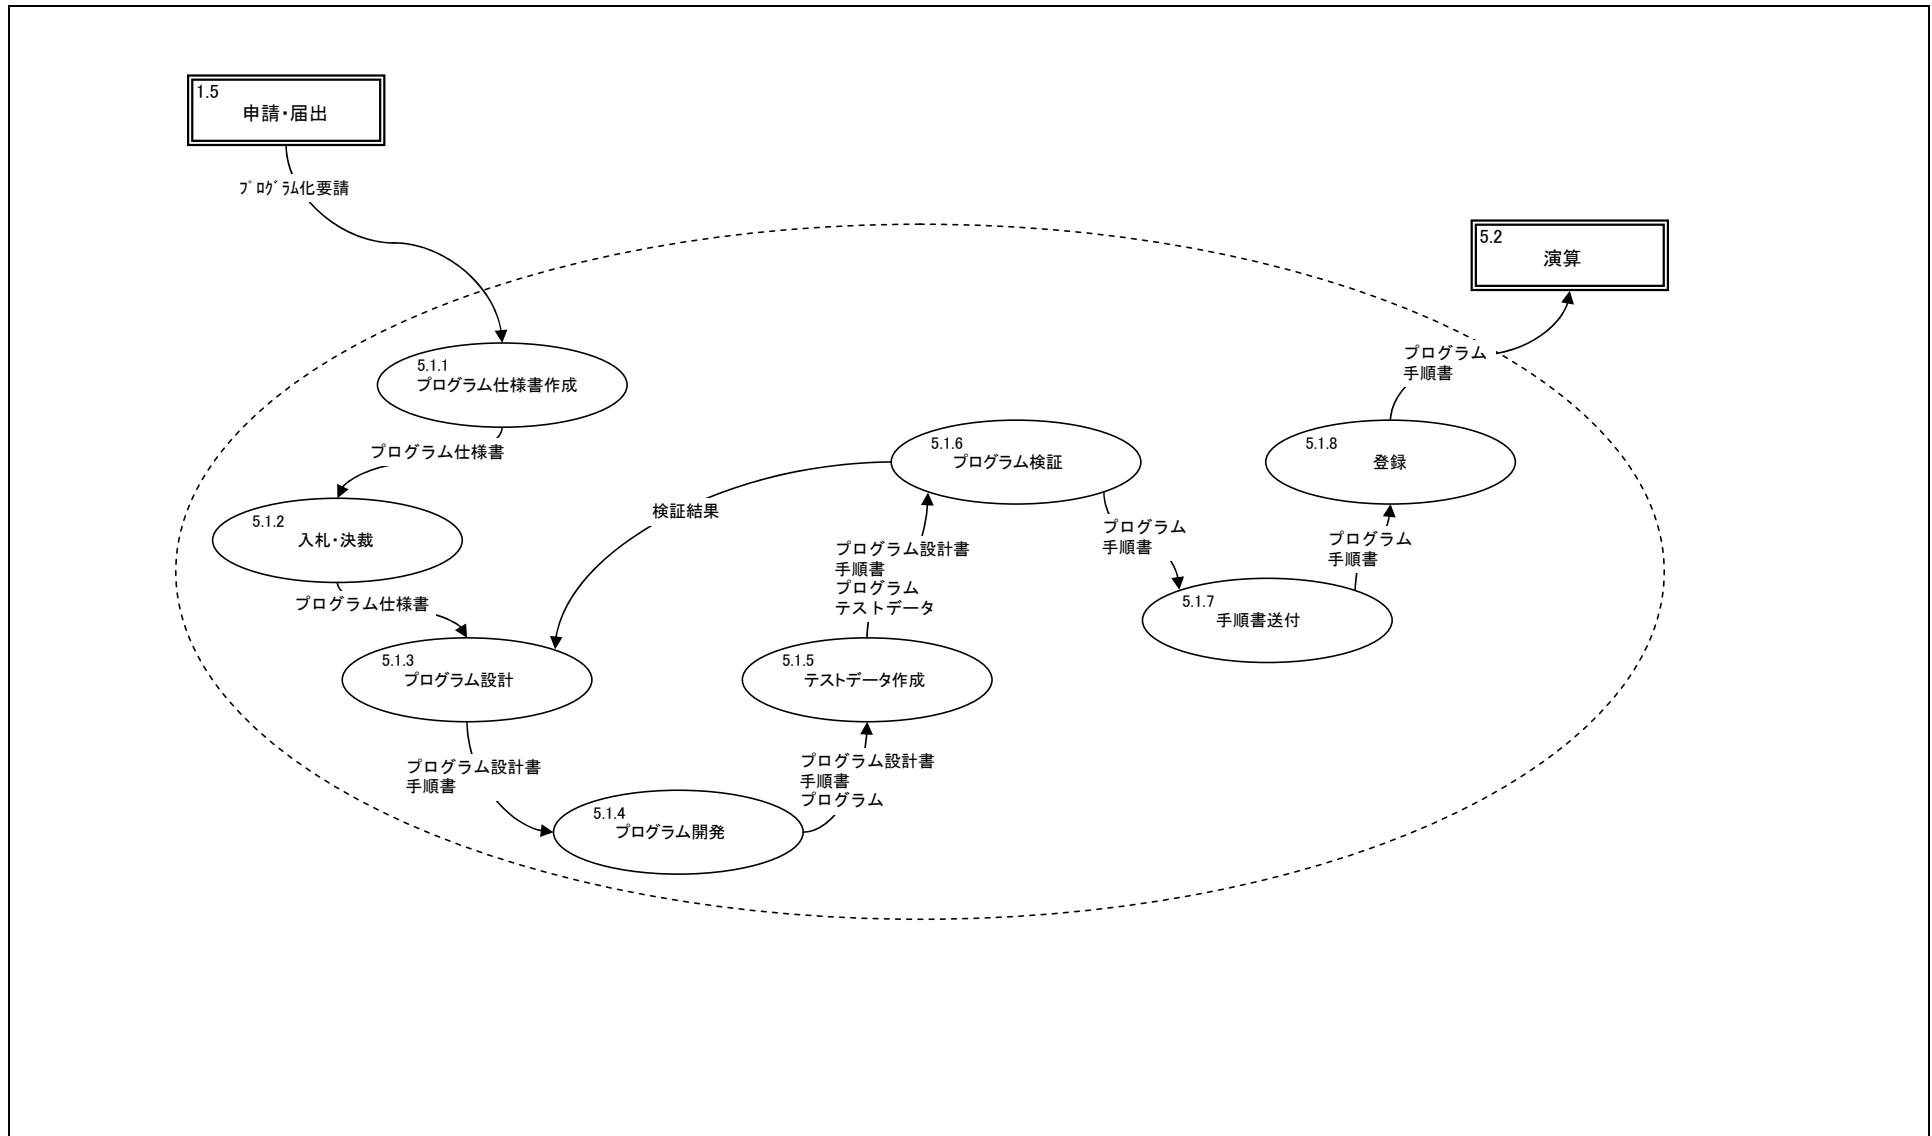 1.5
申請・届出
プログラム化要請
5.2
演算
5.1.1
プログラム仕様書作成
プログラム
手順書
プログラム仕様書
5.1.6
プログラム検証
5.1.8
登録
検証結果
5.1.2
入札・決裁
プログラム
手順書
プログラム
手順書
プログラム設計書
手順書
プログラム
テストデータ
プログラム仕様書
5.1.7
手順書送付
5.1.3
プログラム設計
5.1.5
テストデータ作成
プログラム設計書
手順書
プログラム設計書
手順書
プログラム
5.1.4
プログラム開発